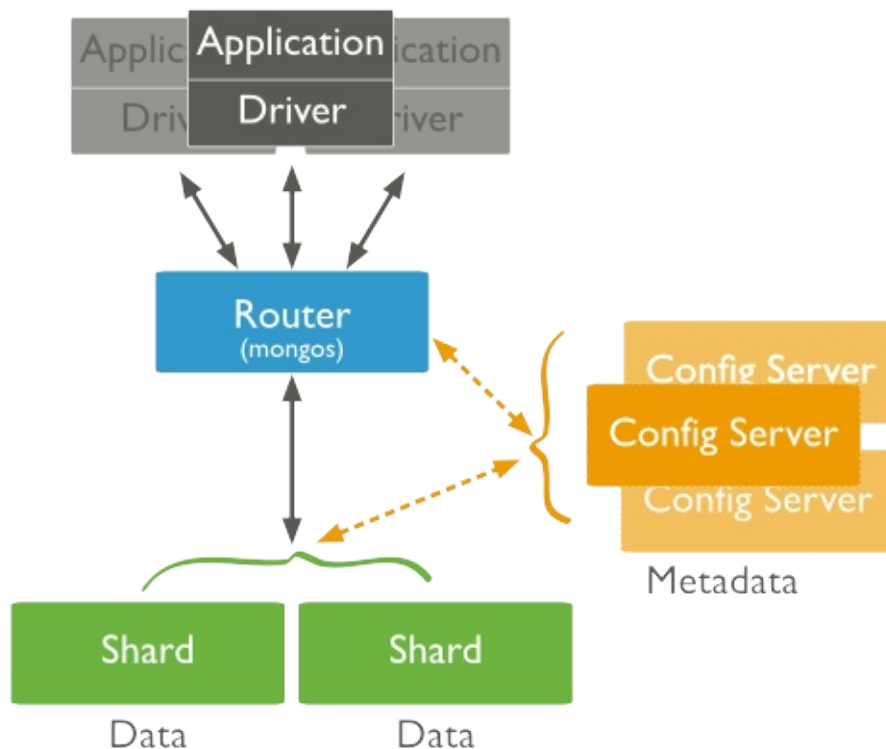 Application
Driver
Router
(mongos)
Config Server
Config Server
Config Server
Metadata
Shard
Shard
Data
Data